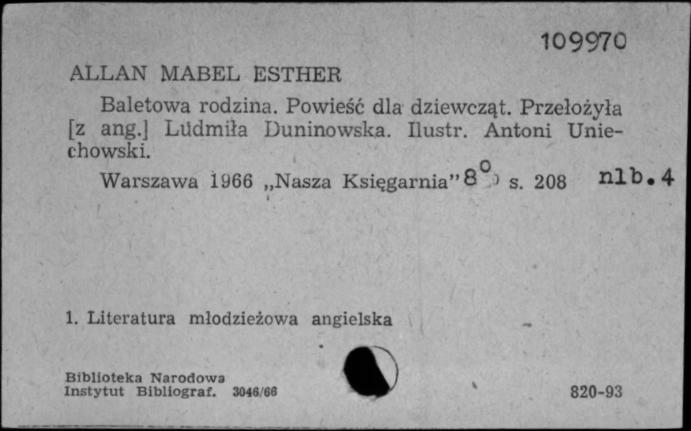 109970
ALLAN MABEL ESTHER
Baletowa rodzina. Powieść dla dziewcząt. Przełożyła
[z ang.] Ludmiła Duninowska. Ilustr. Antoni Unie-
chowski.
Warszawa 1966 „Nasza Księgarnia” 8⁰, s. 208 nlb. 4
1. Literatura młodzieżowa angielska
Biblioteka Narodowa
Instytut Bibliograf. 3046/66
820-93